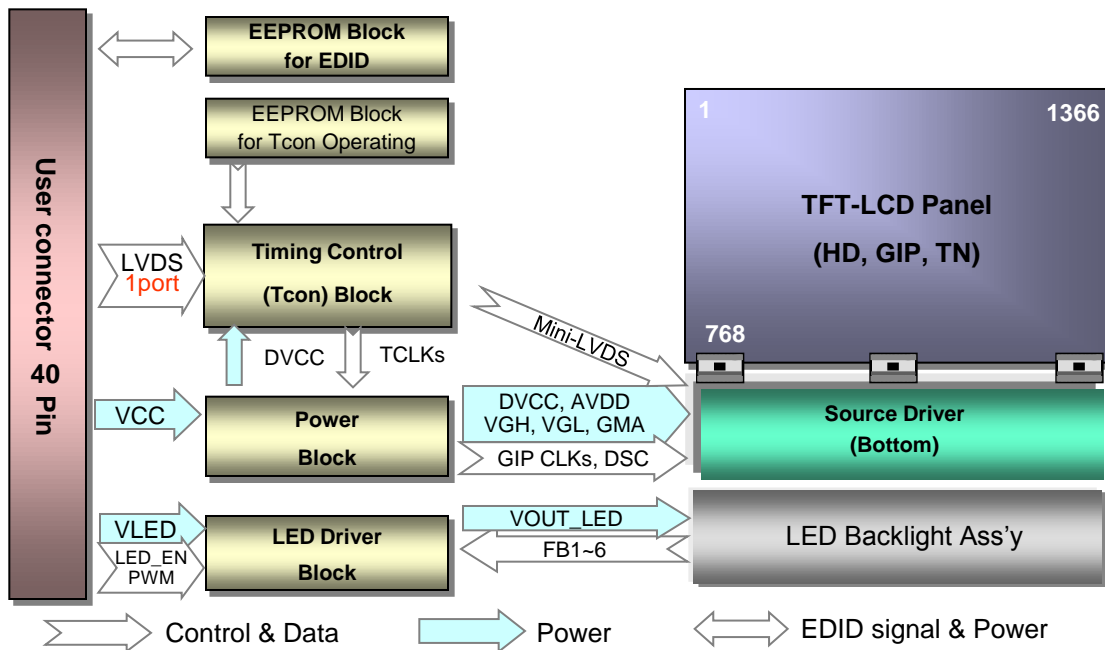 User connector 40 Pin
EEPROM Block
for EDID
EEPROM Block
for Tcon Operating
LVDS
1port
Timing Control
(Tcon) Block
DVCC
TCLKs
Mini-LVDS
VCC
Power
Block
DVCC, AVDD
VGH, VGL, GMA
GIP CLKs, DSC
VLED
LED_EN
PWM
LED Driver
Block
VOUT_LED
FB1~6
1
1366
TFT-LCD Panel
(HD, GIP, TN)
768
Source Driver
(Bottom)
LED Backlight Ass'y
Control & Data
Power
EDID signal & Power